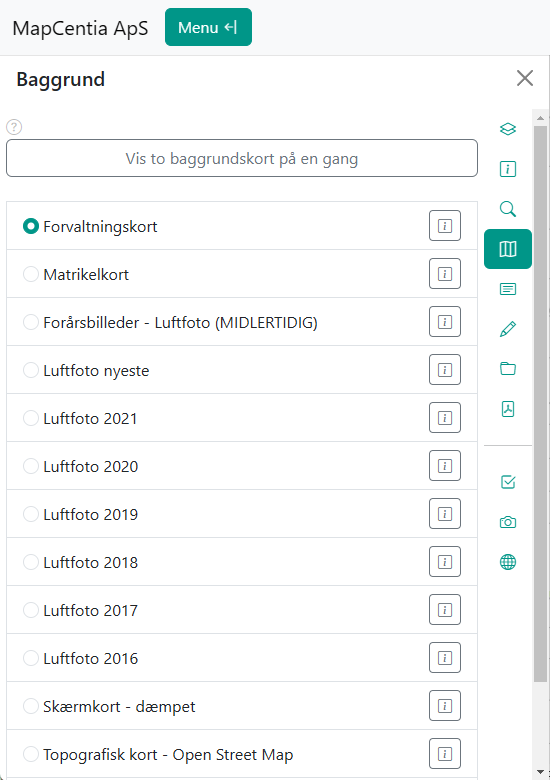 MapCentia ApS
Menu
Baggrund
?
Vis to baggrundskort på en gang
Forvaltningskort
Matrikelkort
Forårsbilleder - Luftfoto (MIDLERTIDIG)
Luftfoto nyeste
Luftfoto 2021
Luftfoto 2020
Luftfoto 2019
Luftfoto 2018
Luftfoto 2017
Luftfoto 2016
Skærmkort - dæmpet
Topografisk kort - Open Street Map